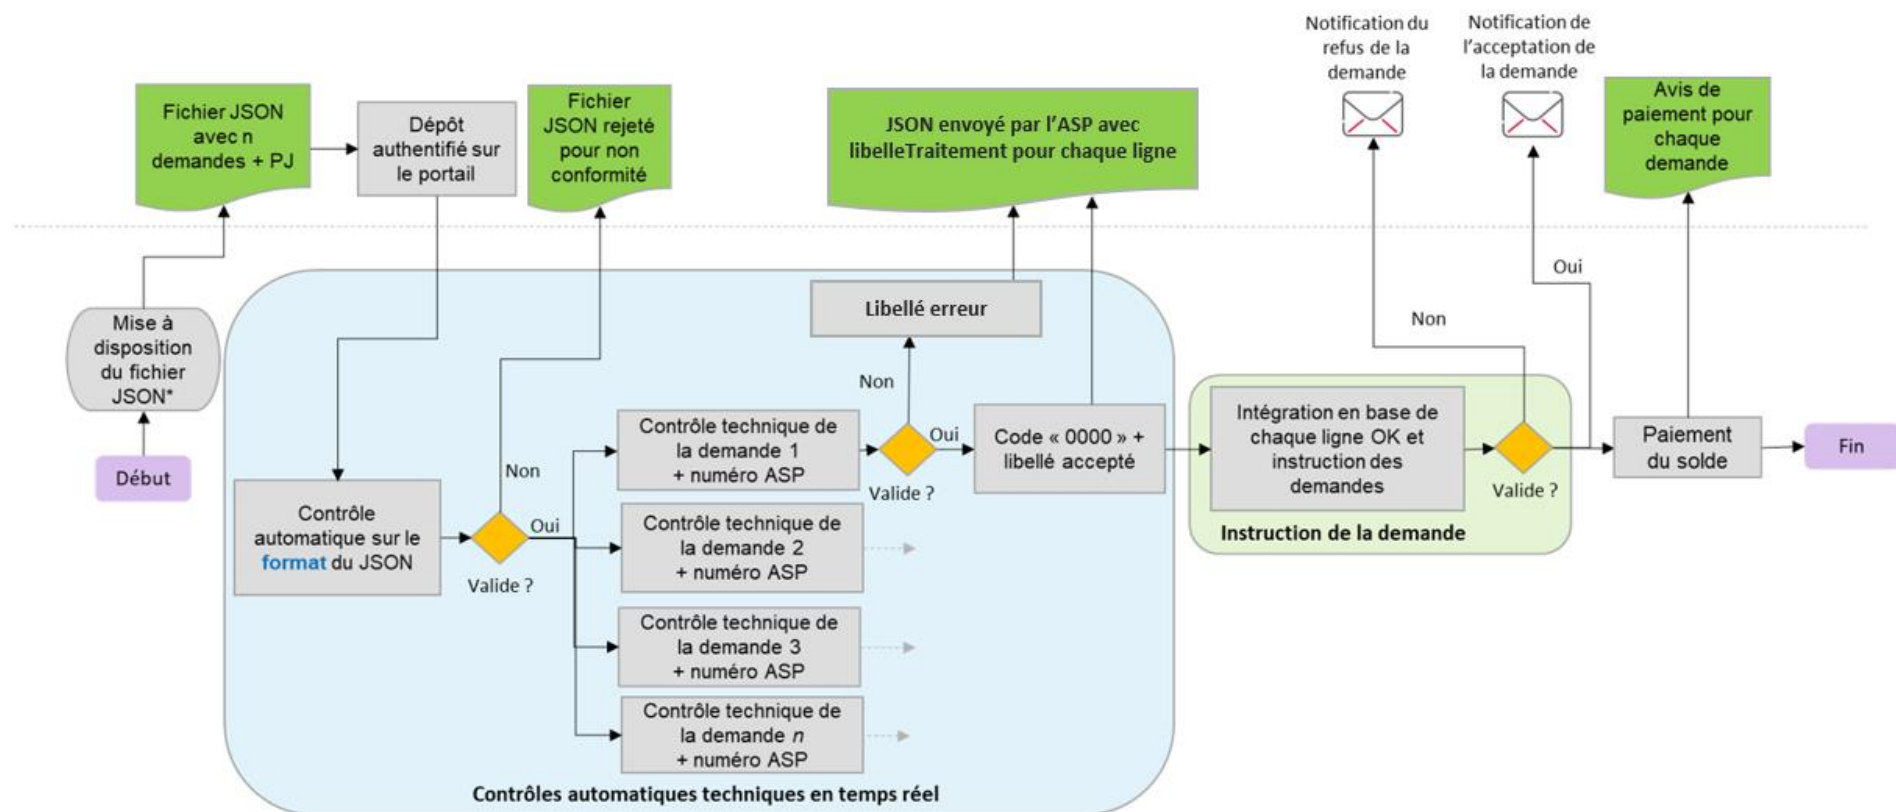 Notification du
refus de la
demande
Notification de
l'acceptation de
la demande
Fichier JSON
avec n
demandes + PJ
Dépôt
authentifié sur
le portail
Fichier
JSON rejeté
pour non
conformité
JSON envoyé par l'ASP avec
libelleTraitement pour chaque ligne
Avis de
paiement pour
chaque
demande
Mise à
disposition
du fichier
JSON*
Début
Contrôle
automatique sur le
format du JSON
Non
Oui
Valide ?
Contrôle technique de
la demande 1
+ numéro ASP
Contrôle technique de
la demande 2
+ numéro ASP
Contrôle technique de
la demande 3
+ numéro ASP
Contrôle technique de
la demande n
+ numéro ASP
Libellé erreur
Non
Oui
Valide ?
Code « 0000 » +
libellé accepté
Contrôles automatiques techniques en temps réel
Intégration en base de
chaque ligne OK et
instruction des
demandes
Instruction de la demande
Non
Oui
Valide ?
Paiement
du solde
Fin